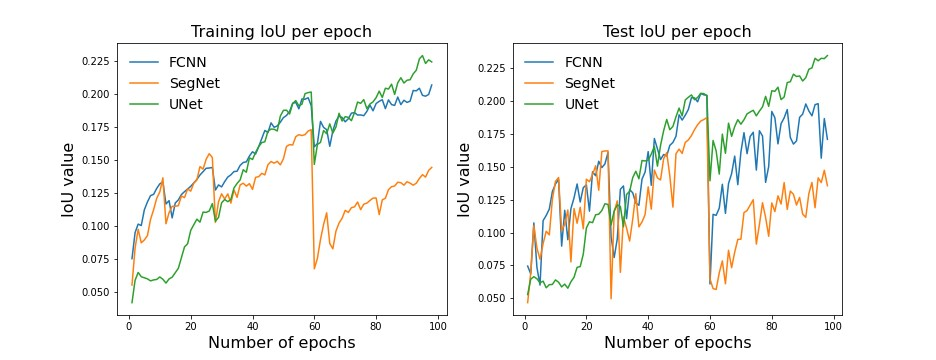 Training IoU per epoch
FCNN
SegNet
UNet
0.225
0.200
0.175
0.150
0.125
0.100
0.075
0.050
IoU value
0 20 40 60 80 100
Number of epochs
Test IoU per epoch
FCNN
SegNet
UNet
0.225
0.200
0.175
0.150
0.125
0.100
0.075
0.050
IoU value
0 20 40 60 80 100
Number of epochs